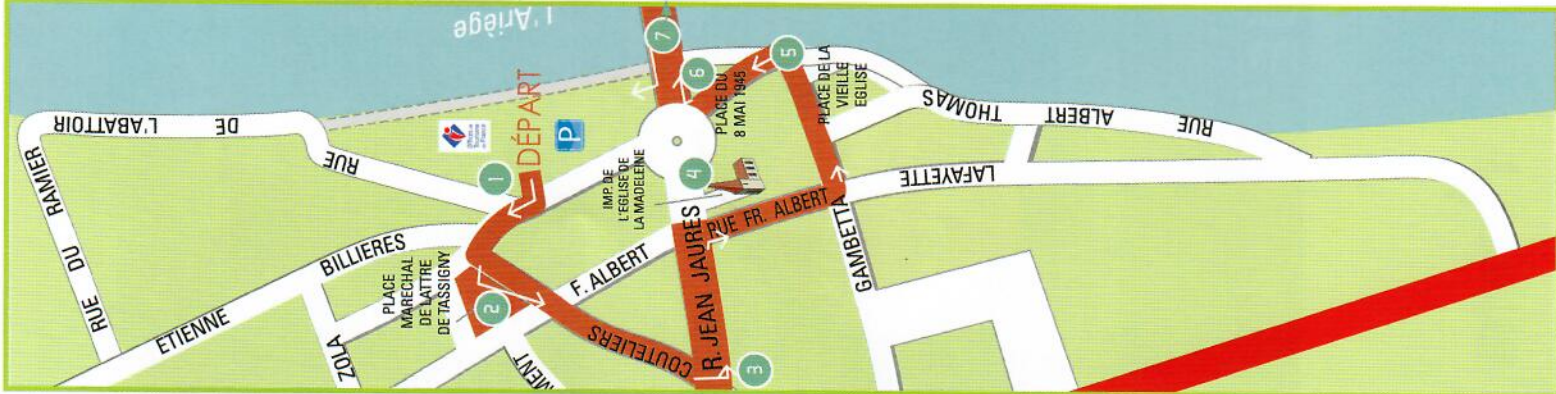 L'Ariège
7
6
5
PLACE DU
8 MAI 1945
PLACE DE LA
VIEILLE
EGLISE
RUE ALBERT THOMAS
RUE DU RAMIER
RUE DE L'ABATTOIR
DÉPART
P
1
4
IMP. DE
L'EGLISE DE
LA MADELEINE
LAFAYETTE
RUE FR. ALBERT
GAMBETTA
ETIENNE BILLIERES
ZOLA
PLACE
MARECHAL
DE LATTRE
DE TASSIGNY
2
F. ALBERT
R. JEAN JAURES
COUTELIERS
3
MENT